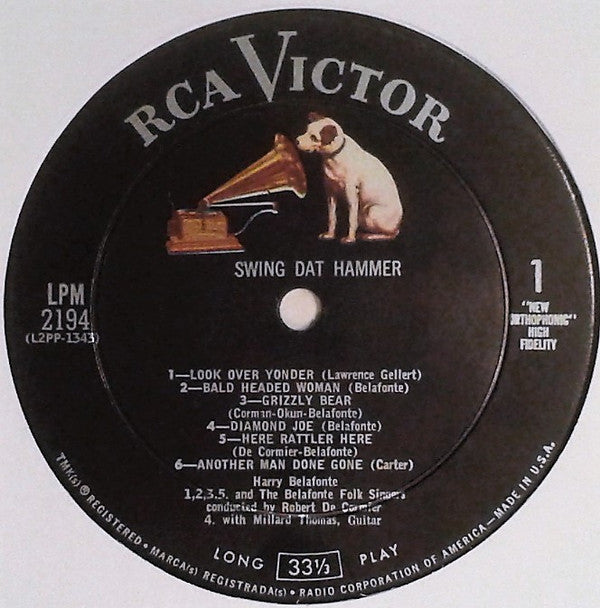 RCA VICTOR
SWING DAT HAMMER
LPM
2194
(L2PP-1343)
1
"NEW
ORTHOPHONIC"
HIGH
FIDELITY
1—LOOK OVER YONDER (Lawrence Gellert)
2—BALD HEADED WOMAN (Belafonte)
3—GRIZZLY BEAR
(Corman-Okun-Belafonte)
4—DIAMOND JOE (Belafonte)
5—HERE RATTLER HERE
(De Cormier-Belafonte)
6—ANOTHER MAN DONE GONE (Carter)
Harry Belafonte
1,2,3,5, and The Belafonte Folk Singers
conducted by Robert De Cormier
4. with Millard Thomas, Guitar
LONG 33⅓ PLAY
TMK(s) ® REGISTERED • MARCA(s) REGISTRADA(s) • RADIO CORPORATION OF AMERICA—MADE IN U.S.A.